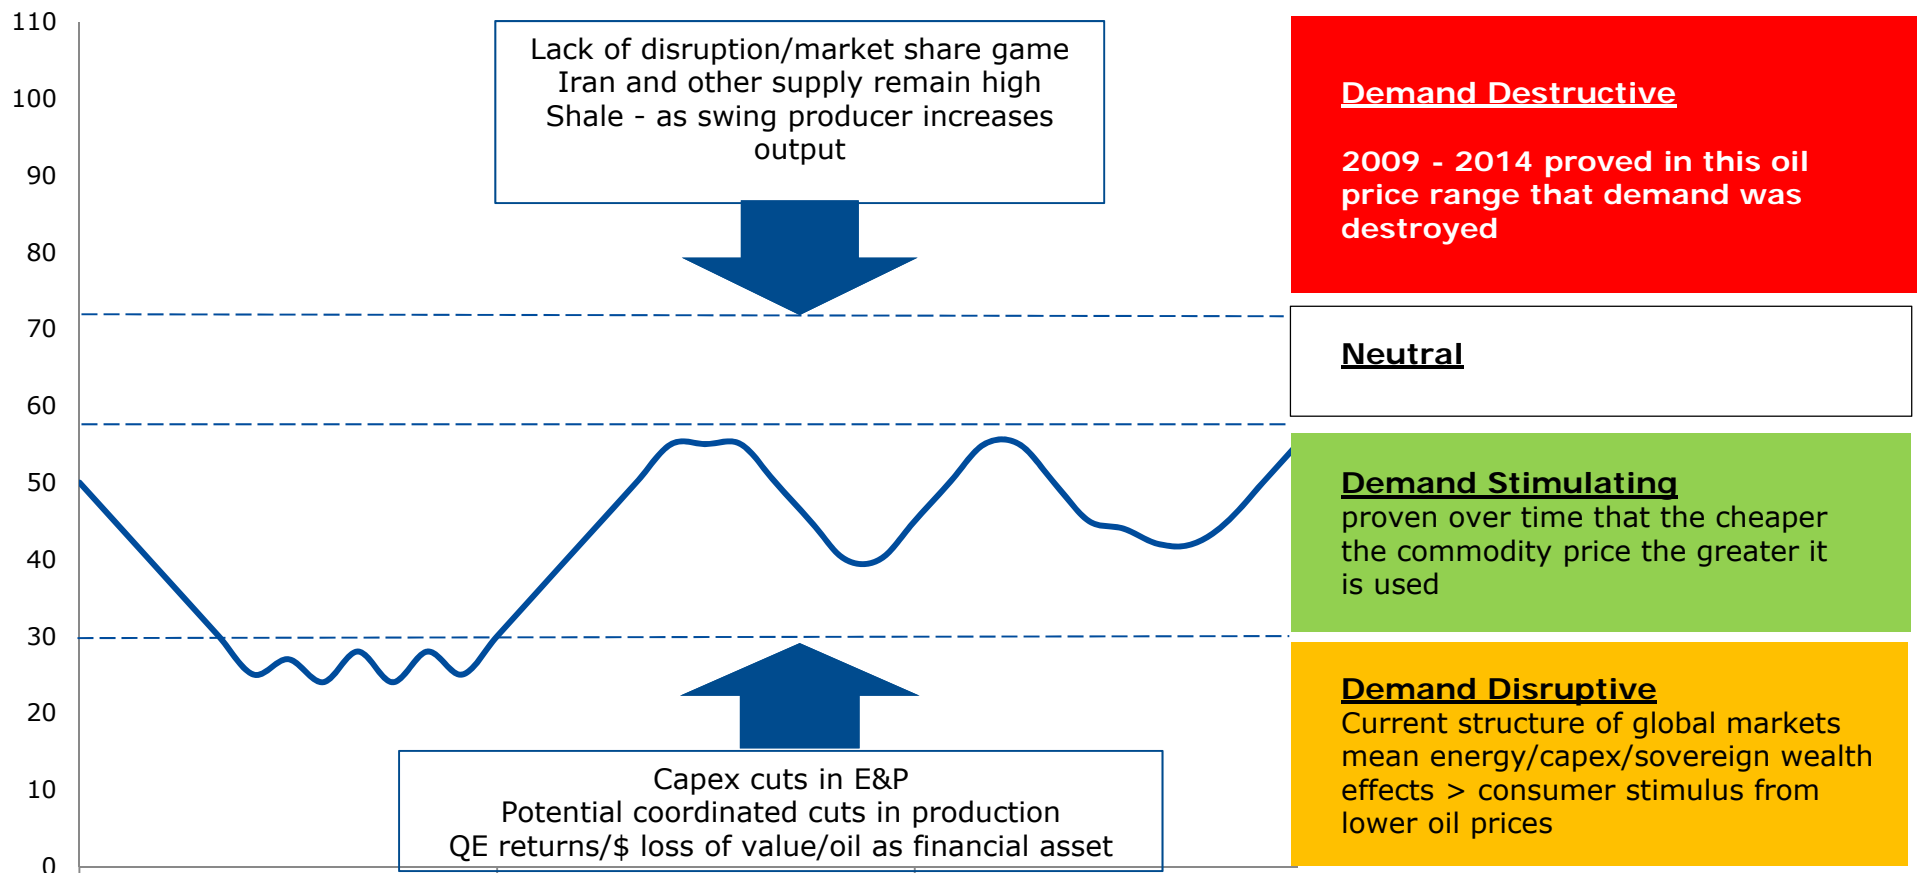 110
100
90
80
70
60
50
40
30
20
10
0
Lack of disruption/market share game
Iran and other supply remain high
Shale - as swing producer increases
output
Capex cuts in E&P
Potential coordinated cuts in production
QE returns/$ loss of value/oil as financial asset
Demand Destructive
2009 - 2014 proved in this oil
price range that demand was
destroyed
Neutral
Demand Stimulating
proven over time that the cheaper
the commodity price the greater it
is used
Demand Disruptive
Current structure of global markets
mean energy/capex/sovereign wealth
effects > consumer stimulus from
lower oil prices